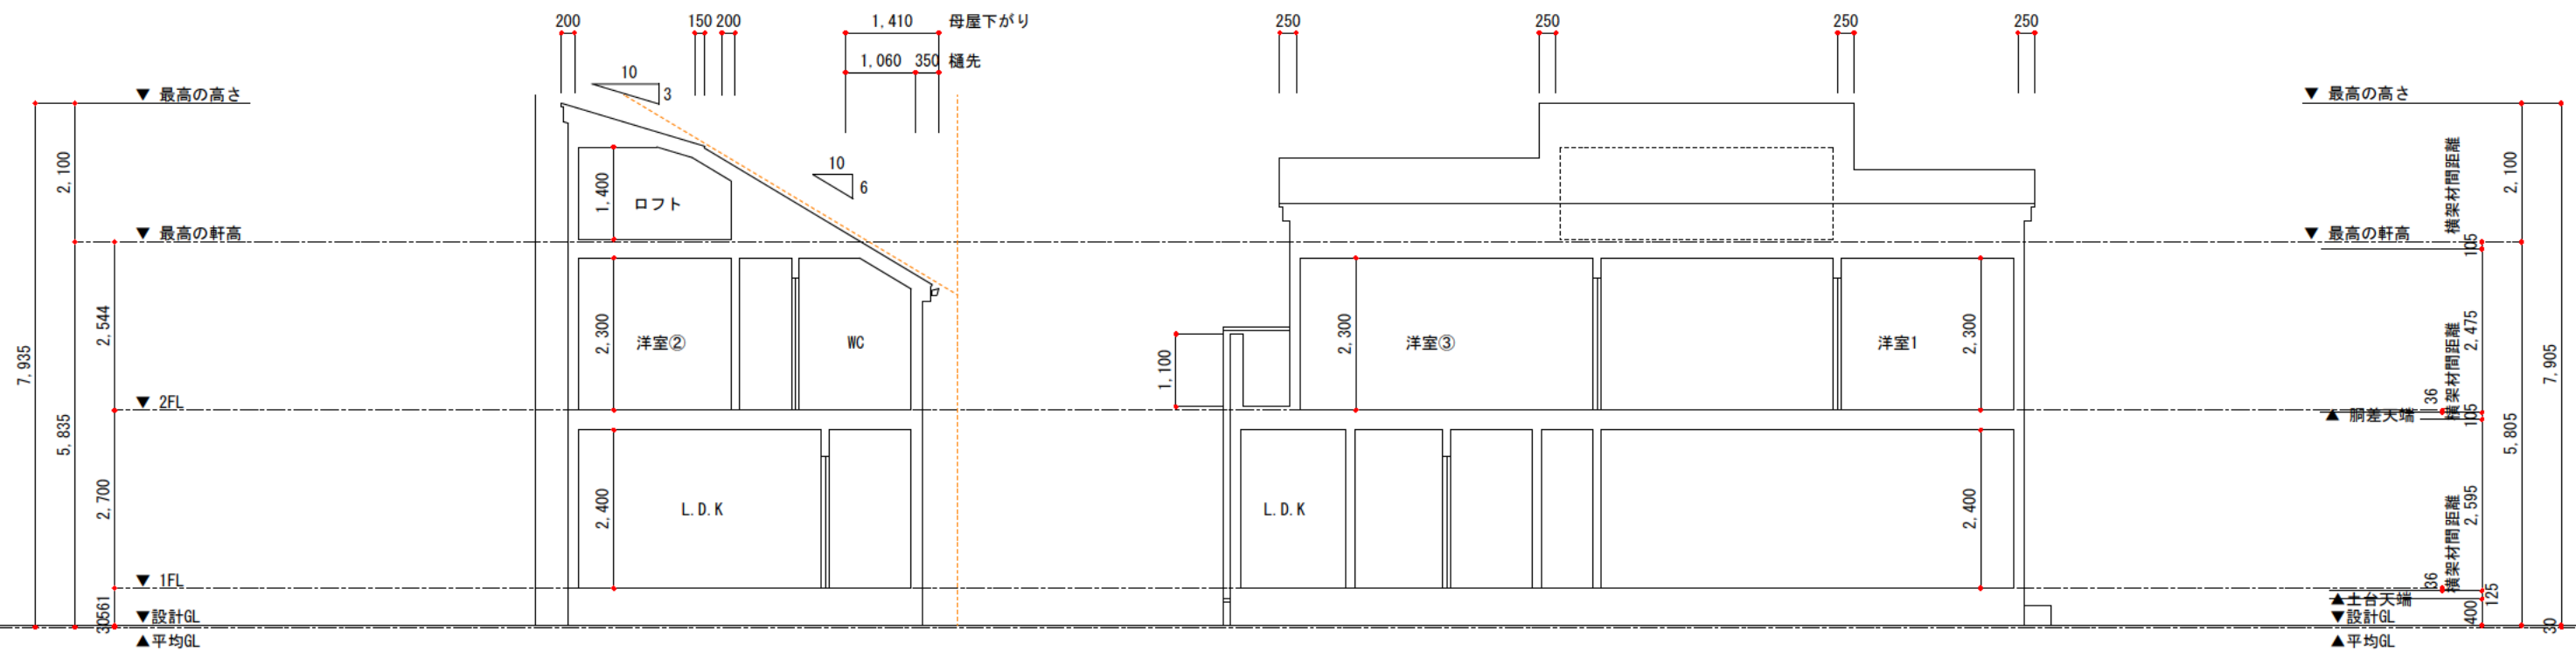 200 150 200 1,410 母屋下がり 250 250 250 250
1,060 350 樋先
10
3
▼ 最高の高さ ▼ 最高の高さ
10
6
2,100 1,400 ロフト 横架材間距離 2,100
▼ 最高の軒高 ▼ 最高の軒高
105
2,544 2,300 洋室② WC 2,300 洋室③ 2,300 洋室1 横架材間距離 2,475
7,935 1,100 7,905
▼ 2FL 36
▲ 胴差天端 105
5,835 5,805
2,700 2,400 L.D.K L.D.K 2,400 横架材間距離 2,595
▼ 1FL 36
125
30 561 ▲土台天端
▼設計GL ▼設計GL 400 30
▲平均GL ▲平均GL